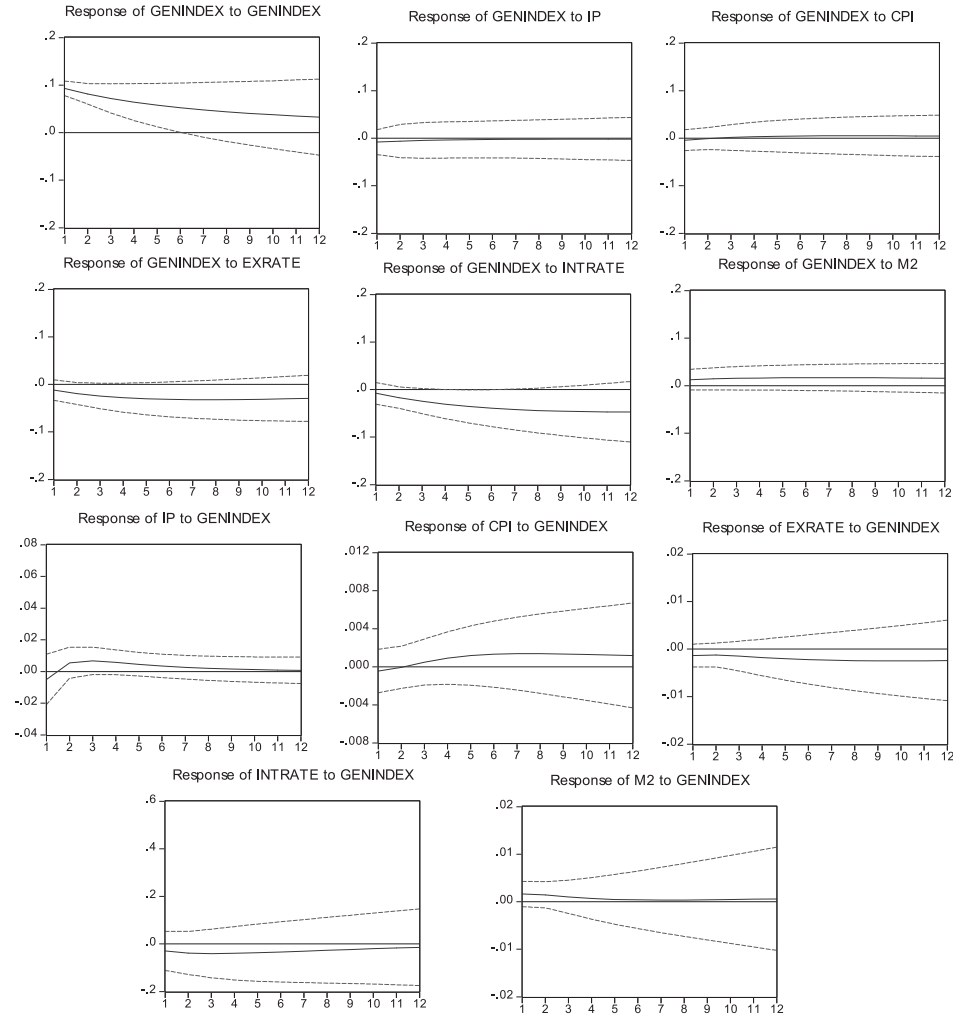 Response of GENINDEX to GENINDEX
.2
.1
.0
-.1
-.2
1 2 3 4 5 6 7 8 9 10 11 12
Response of GENINDEX to IP
.2
.1
.0
-.1
-.2
1 2 3 4 5 6 7 8 9 10 11 12
Response of GENINDEX to CPI
.2
.1
.0
-.1
-.2
1 2 3 4 5 6 7 8 9 10 11 12
Response of GENINDEX to EXRATE
.2
.1
.0
-.1
-.2
1 2 3 4 5 6 7 8 9 10 11 12
Response of GENINDEX to INTRATE
.2
.1
.0
-.1
-.2
1 2 3 4 5 6 7 8 9 10 11 12
Response of GENINDEX to M2
.2
.1
.0
-.1
-.2
1 2 3 4 5 6 7 8 9 10 11 12
Response of IP to GENINDEX
.08
.06
.04
.02
.00
-.02
-.04
1 2 3 4 5 6 7 8 9 10 11 12
Response of CPI to GENINDEX
.012
.008
.004
.000
-.004
-.008
1 2 3 4 5 6 7 8 9 10 11 12
Response of EXRATE to GENINDEX
.02
.01
.00
-.01
-.02
1 2 3 4 5 6 7 8 9 10 11 12
Response of INTRATE to GENINDEX
.6
.4
.2
.0
-.2
1 2 3 4 5 6 7 8 9 10 11 12
Response of M2 to GENINDEX
.02
.01
.00
-.01
-.02
1 2 3 4 5 6 7 8 9 10 11 12